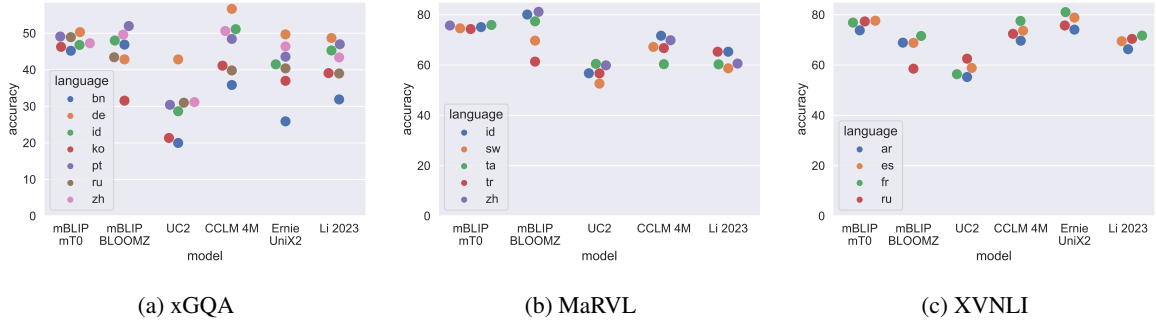 50
40
30
20
10
0
accuracy
language
bn
de
id
ko
pt
ru
zh
mBLIP mT0
mBLIP BLOOMZ
UC2
CCLM 4M
Ernie UniX2
Li 2023
model
(a) xGQA
80
60
40
20
0
accuracy
language
id
sw
ta
tr
zh
mBLIP mT0
mBLIP BLOOMZ
UC2
CCLM 4M
Li 2023
model
(b) MaRVL
80
60
40
20
0
accuracy
language
ar
es
fr
ru
mBLIP mT0
mBLIP BLOOMZ
UC2
CCLM 4M
Ernie UniX2
Li 2023
model
(c) XVNLI